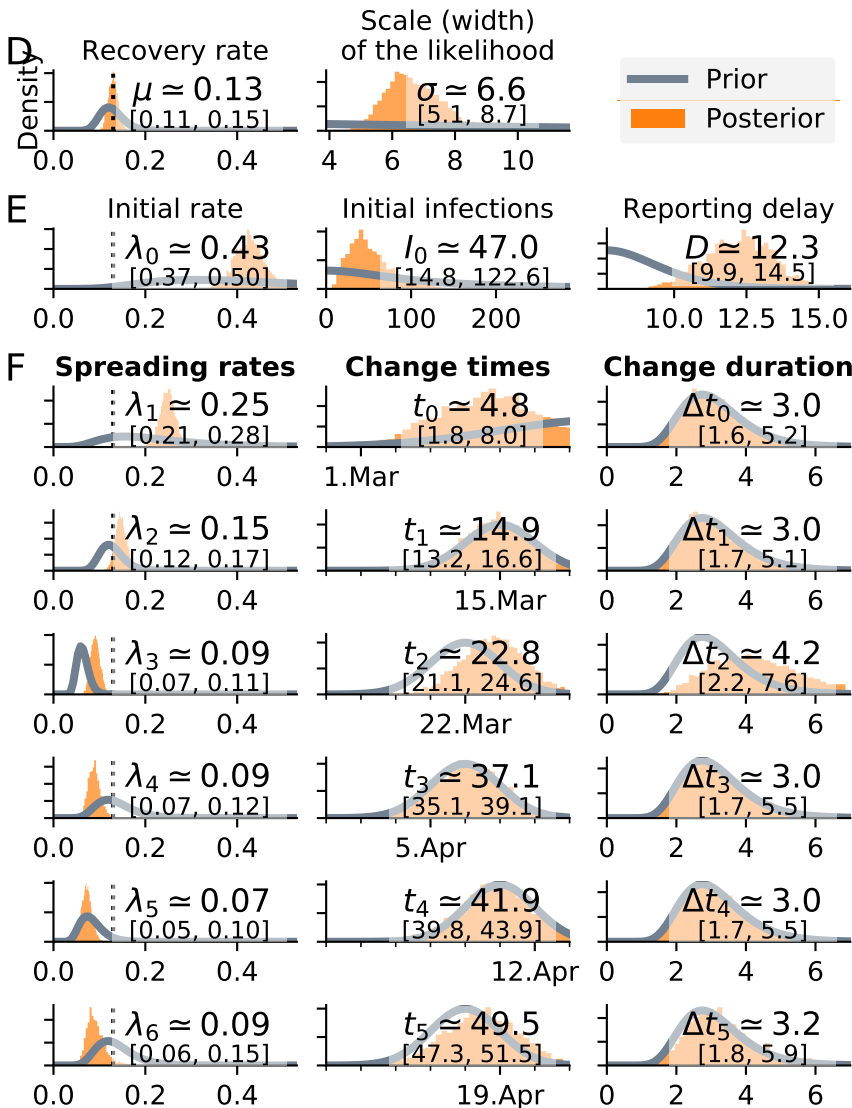 D
Recovery rate
Density
μ ≃ 0.13
[0.11, 0.15]
0.0 0.2 0.4
Scale (width)
of the likelihood
σ ≃ 6.6
[5.1, 8.7]
4 6 8 10
Prior
Posterior
E
Initial rate
λ0 ≃ 0.43
[0.37, 0.50]
0.0 0.2 0.4
Initial infections
I0 ≃ 47.0
[14.8, 122.6]
0 100 200
Reporting delay
D ≃ 12.3
[9.9, 14.5]
10.0 12.5 15.0
F
Spreading rates
Change times
Change duration
λ1 ≃ 0.25
[0.21, 0.28]
0.0 0.2 0.4
t0 ≃ 4.8
[1.8, 8.0]
1.Mar
Δt0 ≃ 3.0
[1.6, 5.2]
0 2 4 6
λ2 ≃ 0.15
[0.12, 0.17]
0.0 0.2 0.4
t1 ≃ 14.9
[13.2, 16.6]
15.Mar
Δt1 ≃ 3.0
[1.7, 5.1]
0 2 4 6
λ3 ≃ 0.09
[0.07, 0.11]
0.0 0.2 0.4
t2 ≃ 22.8
[21.1, 24.6]
22.Mar
Δt2 ≃ 4.2
[2.2, 7.6]
0 2 4 6
λ4 ≃ 0.09
[0.07, 0.12]
0.0 0.2 0.4
t3 ≃ 37.1
[35.1, 39.1]
5.Apr
Δt3 ≃ 3.0
[1.7, 5.5]
0 2 4 6
λ5 ≃ 0.07
[0.05, 0.10]
0.0 0.2 0.4
t4 ≃ 41.9
[39.8, 43.9]
12.Apr
Δt4 ≃ 3.0
[1.7, 5.5]
0 2 4 6
λ6 ≃ 0.09
[0.06, 0.15]
0.0 0.2 0.4
t5 ≃ 49.5
[47.3, 51.5]
19.Apr
Δt5 ≃ 3.2
[1.8, 5.9]
0 2 4 6